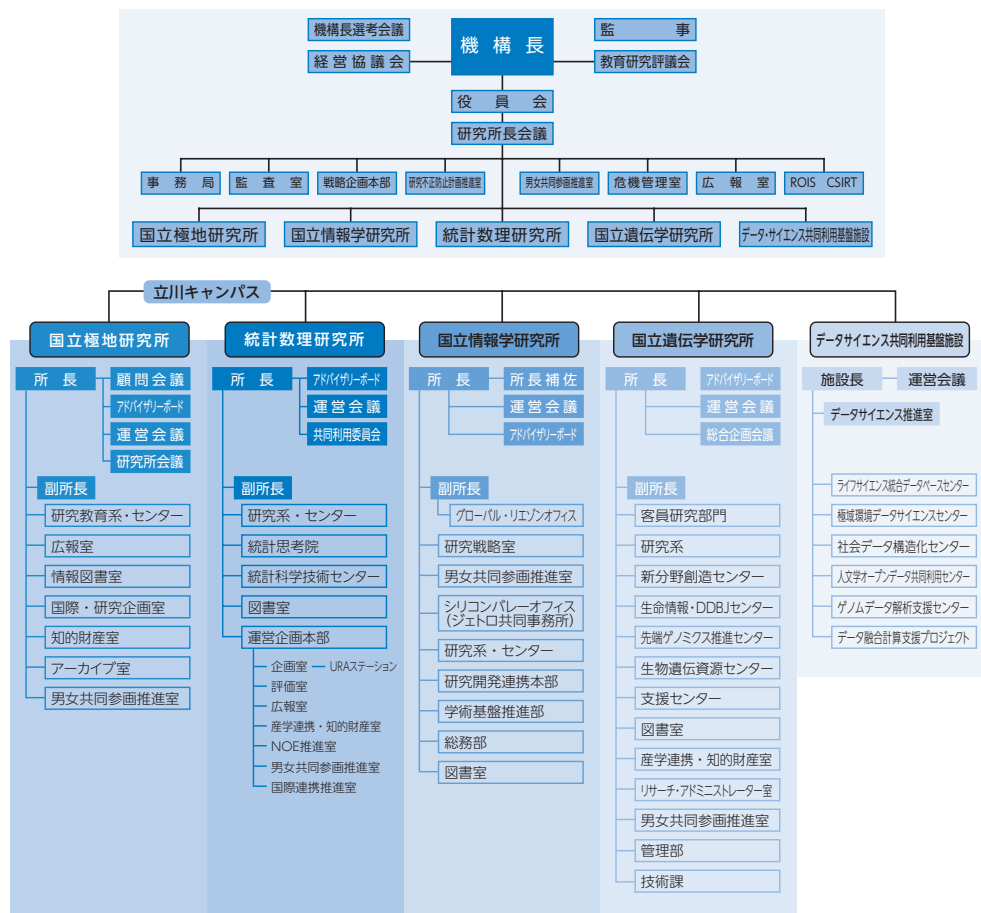 機構長選考会議
機構長
監事
経営協議会
教育研究評議会
役員会
研究所長会議
事務局
監査室
戦略企画本部
研究不正防止計画推進室
男女共同参画推進室
危機管理室
広報室
ROIS CSIRT
国立極地研究所
国立情報学研究所
統計数理研究所
国立遺伝学研究所
データ・サイエンス共同利用基盤施設
立川キャンパス
国立極地研究所
所長
顧問会議
アドバイザリーボード
運営会議
研究所会議
副所長
研究教育系・センター
広報室
情報図書室
国際・研究企画室
知的財産室
アーカイブ室
男女共同参画推進室
統計数理研究所
所長
アドバイザリーボード
運営会議
共同利用委員会
副所長
研究系・センター
統計思考院
統計科学技術センター
図書室
運営企画本部
企画室
URAステーション
評価室
広報室
産学連携・知的財産室
NOE推進室
男女共同参画推進室
国際連携推進室
国立情報学研究所
所長
所長補佐
運営会議
アドバイザリーボード
副所長
グローバル・リエゾンオフィス
研究戦略室
男女共同参画推進室
シリコンバレーオフィス
(ジェトロ共同事務所)
研究系・センター
研究開発連携本部
学術基盤推進部
総務部
図書室
国立遺伝学研究所
所長
アドバイザリーボード
運営会議
総合企画会議
副所長
客員研究部門
研究系
新分野創造センター
生命情報・DDBJセンター
先端ゲノミクス推進センター
生物遺伝資源センター
支援センター
図書室
産学連携・知的財産室
リサーチ・アドミニストレーター室
男女共同参画推進室
管理部
技術課
データサイエンス共同利用基盤施設
施設長
運営会議
データサイエンス推進室
ライフサイエンス統合データベースセンター
極域環境データサイエンスセンター
社会データ構造化センター
人文学オープンデータ共同利用センター
ゲノムデータ解析支援センター
データ融合計算支援プロジェクト